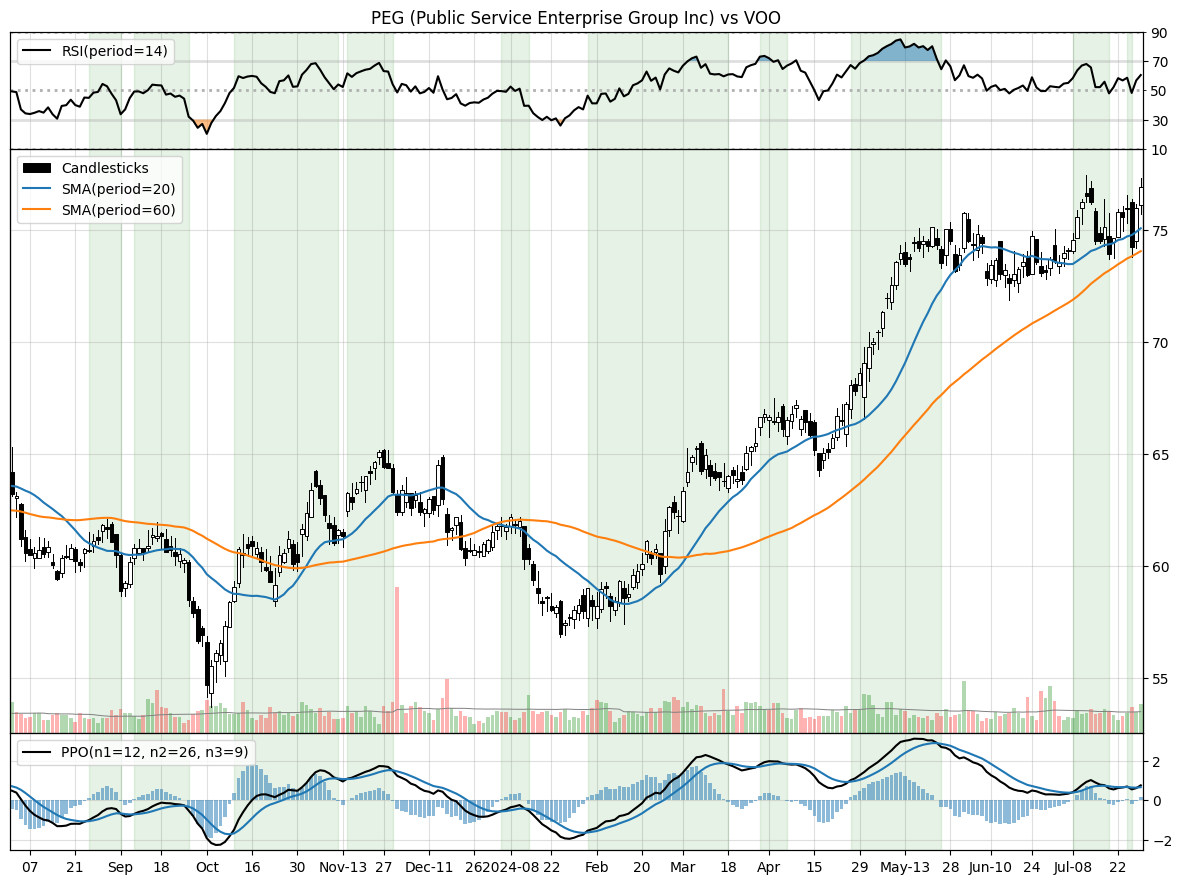 PEG (Public Service Enterprise Group Inc) vs VOO
RSI(period=14)
90
70
50
30
10
Candlesticks
SMA(period=20)
SMA(period=60)
75
70
65
60
55
PPO(n1=12, n2=26, n3=9)
2
0
−2
07 21 Sep 18 Oct 16 30 Nov-13 27 Dec-11 26 2024-08 22 Feb 20 Mar 18 Apr 15 29 May-13 28 Jun-10 24 Jul-08 22